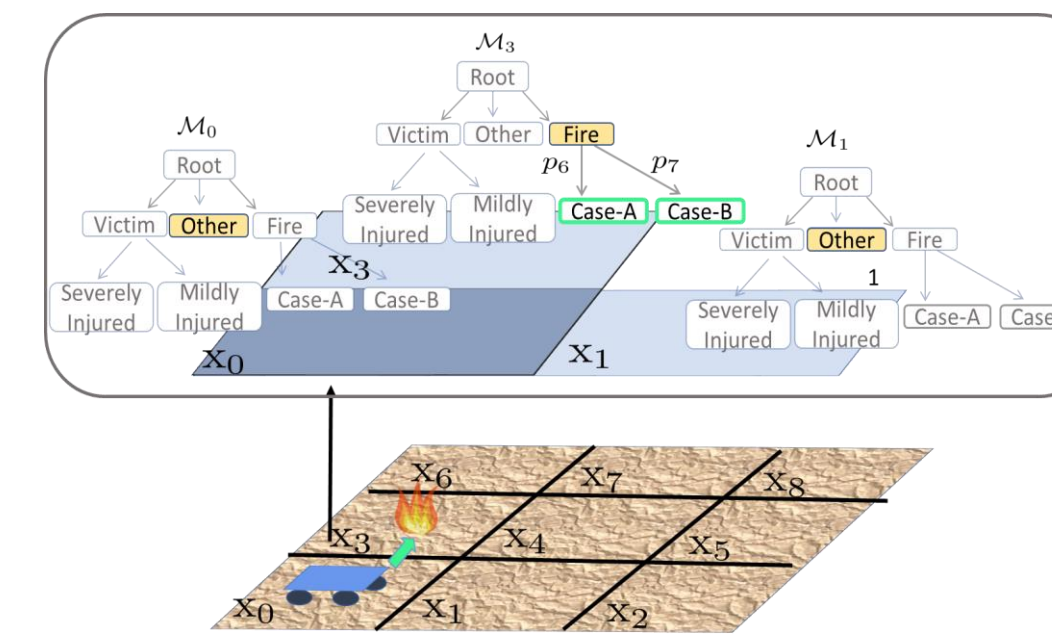 M₃
Root
Victim Other Fire
p₆ p₇
Severely Injured
Mildly Injured
Case-A Case-B
M₀
Root
Victim Other Fire
Severely Injured
Mildly Injured
Case-A Case-B
M₁
Root
Victim Other Fire
1
Severely Injured
Mildly Injured
Case-A Case
x₃
x₀
x₁
x₆ x₇ x₈
x₃ x₄ x₅
x₀ x₁ x₂